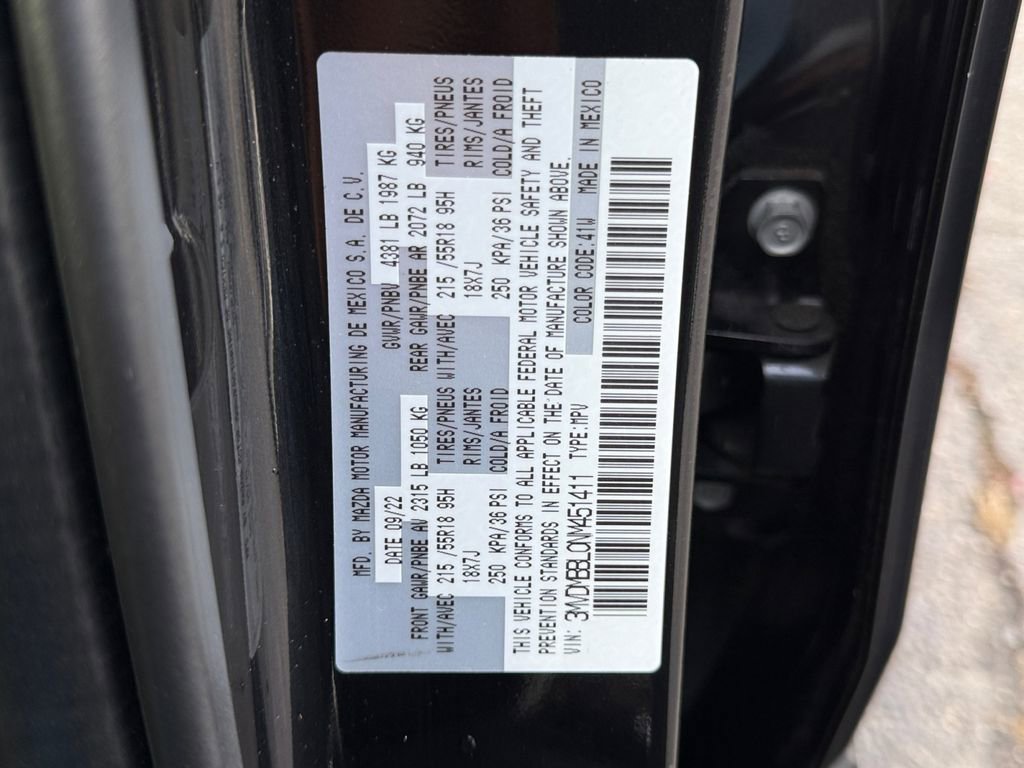 MFD. BY MAZDA MOTOR MANUFACTURING DE MEXICO S.A. DE C.V.
DATE 09/22 GVWR/PNBV 4381 LB 1987 KG
FRONT GAWR/PNBE AV 2315 LB 1050 KG REAR GAWR/PNBE AR 2072 LB 940 KG
WITH/AVEC 215 /55R18 95H TIRES/PNEUS WITH/AVEC 215 /55R18 95H TIRES/PNEUS
18X7J RIMS/JANTES 18X7J RIMS/JANTES
250 KPA/36 PSI COLD/A FROID 250 KPA/36 PSI COLD/A FROID
THIS VEHICLE CONFORMS TO ALL APPLICABLE FEDERAL MOTOR VEHICLE SAFETY AND THEFT
PREVENTION STANDARDS IN EFFECT ON THE DATE OF MANUFACTURE SHOWN ABOVE.
VIN: 3MVDMBBL0NM451411 TYPE:MPV COLOR CODE:41W MADE IN MEXICO